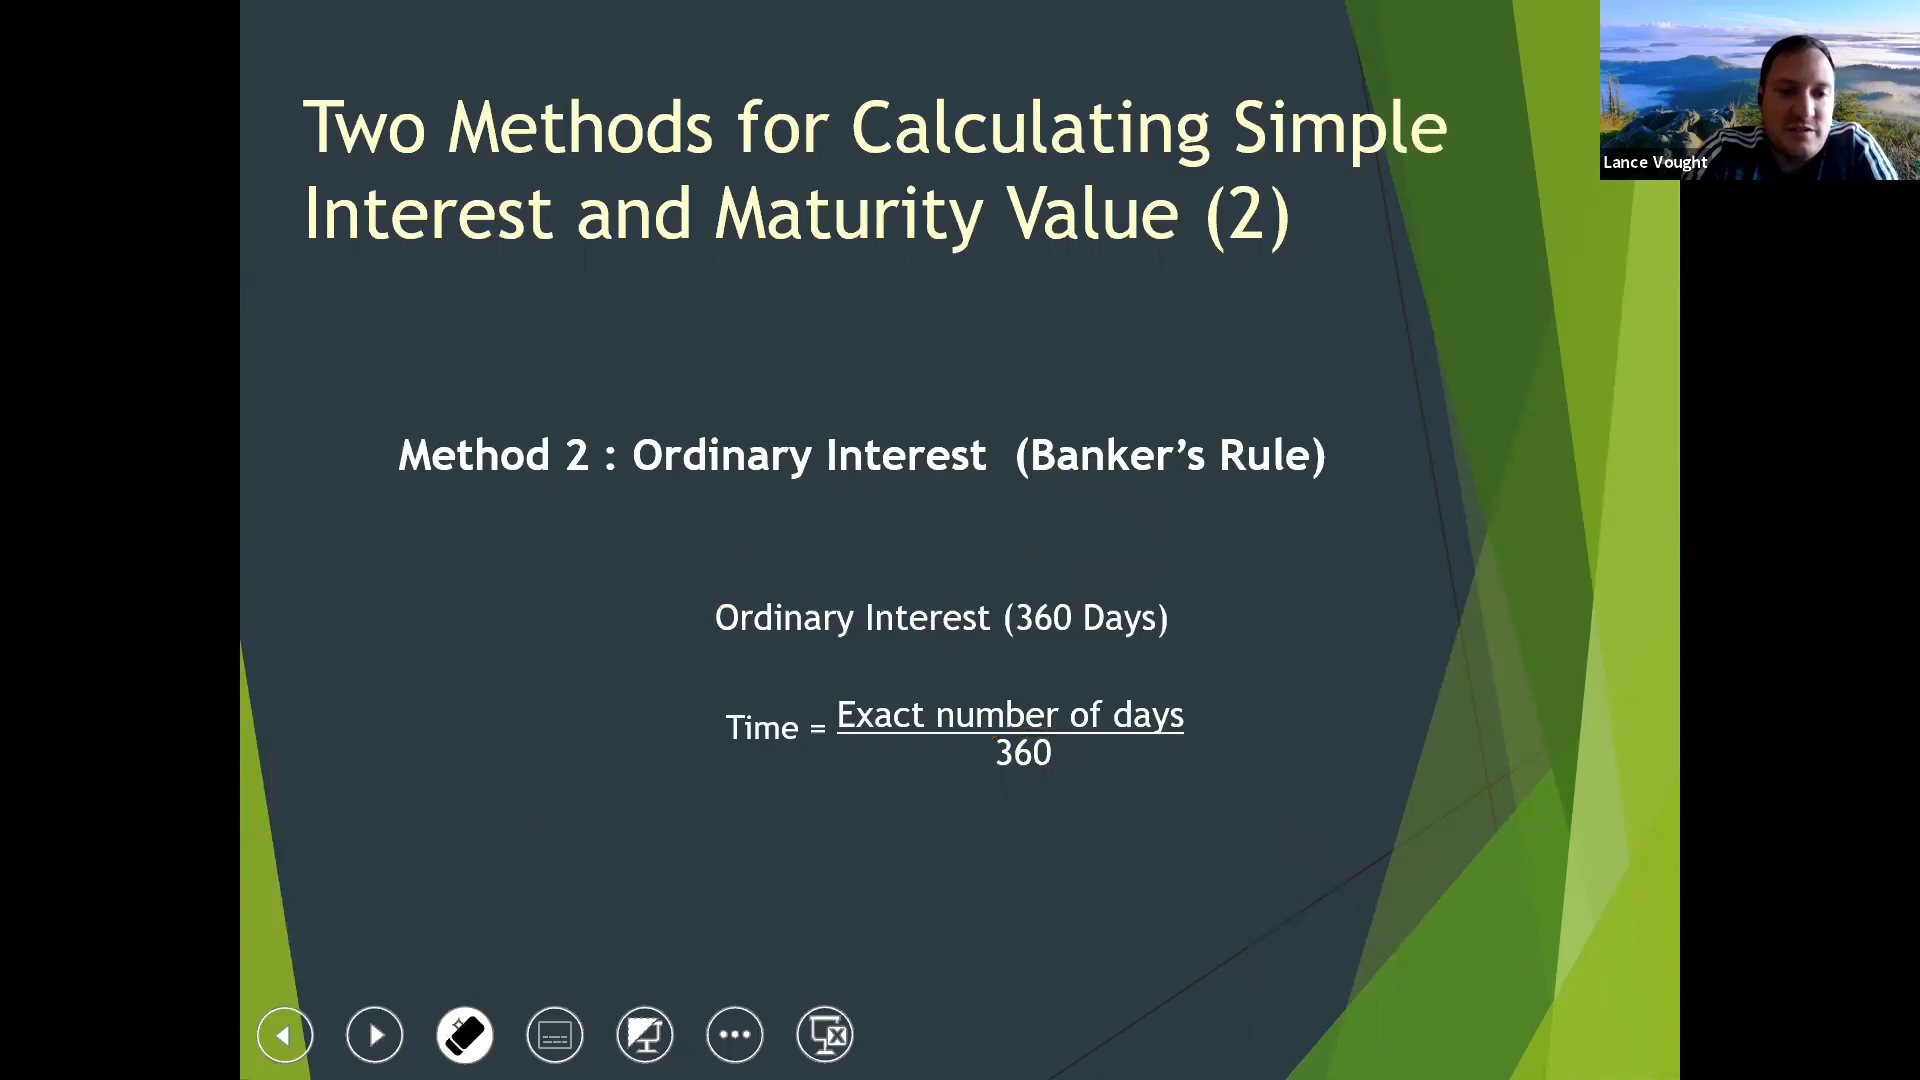 Two Methods for Calculating Simple
Interest and Maturity Value (2)
Lance Vought
Method 2 : Ordinary Interest  (Banker’s Rule)
Ordinary Interest (360 Days)
Time = Exact number of days
360